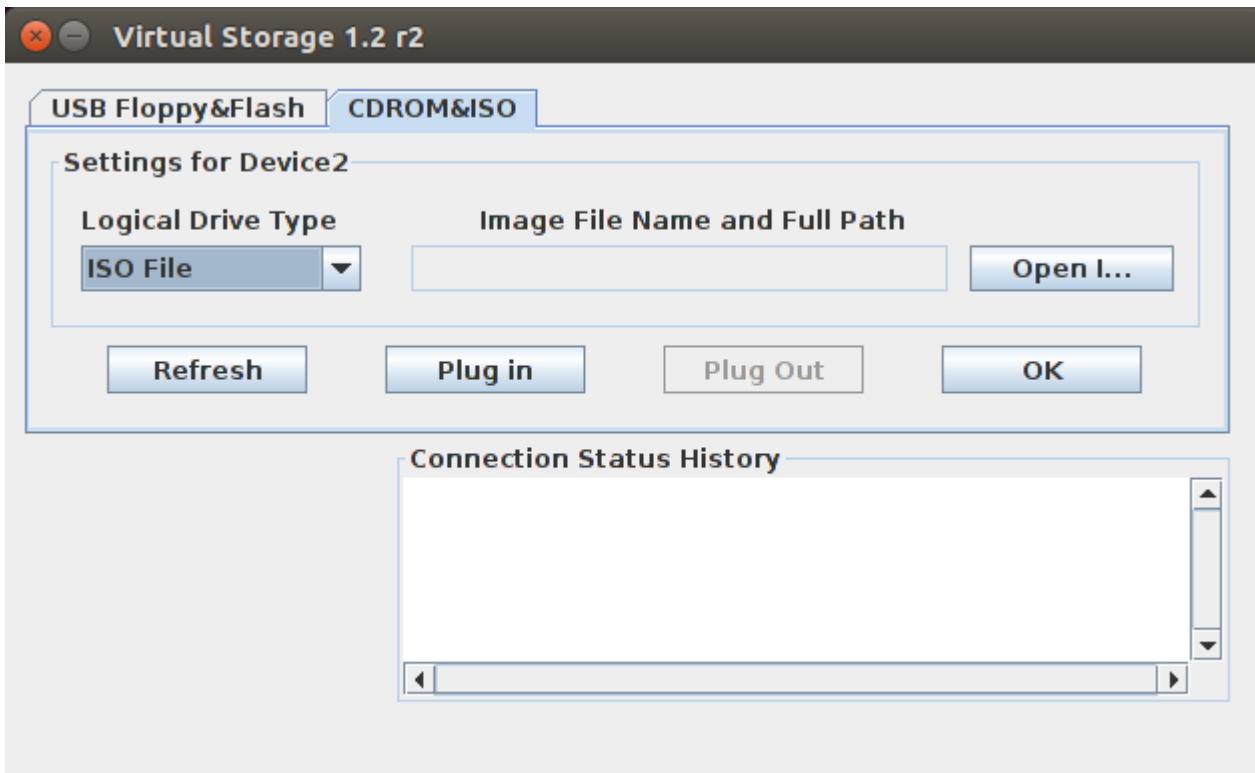 Virtual Storage 1.2 r2
USB Floppy&Flash CDROM&ISO
Settings for Device2
Logical Drive Type Image File Name and Full Path
ISO File Open I...
Refresh Plug in Plug Out OK
Connection Status History